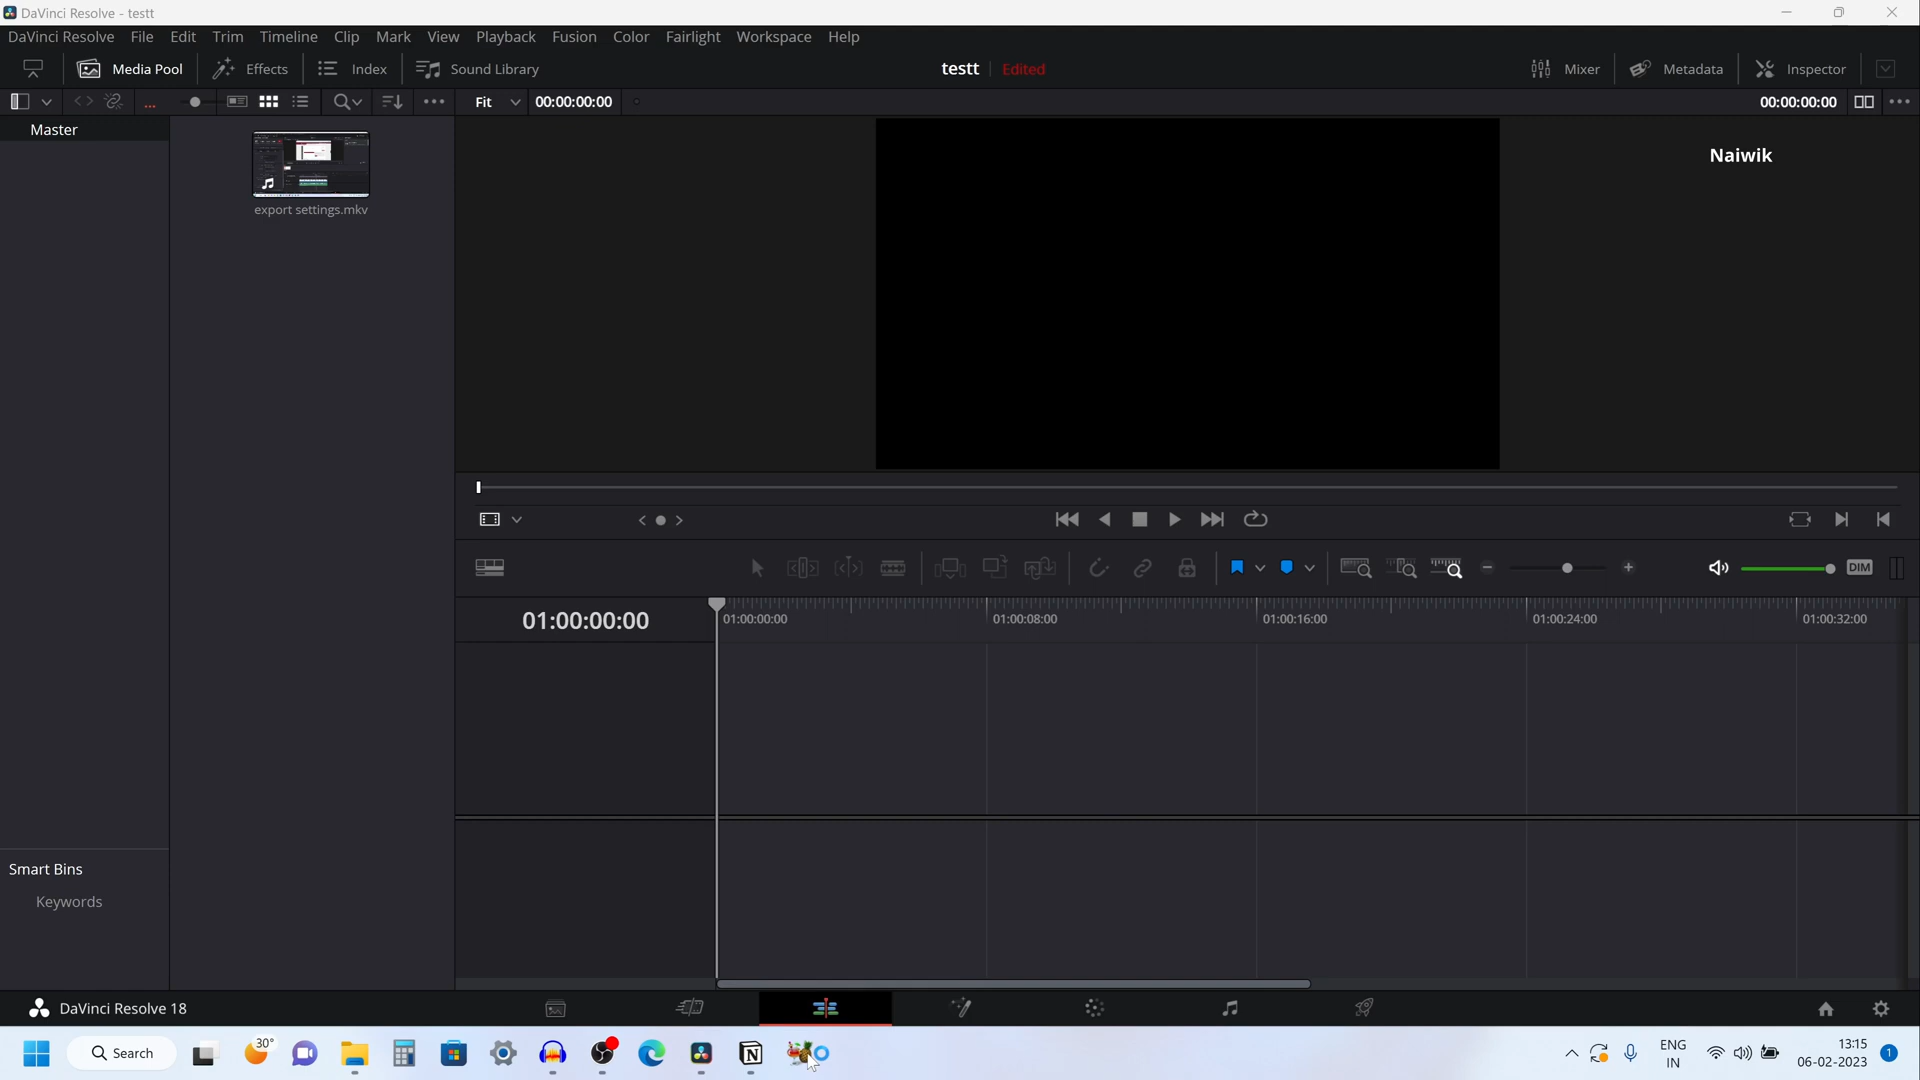 DaVinci Resolve - testt
DaVinci Resolve File Edit Trim Timeline Clip Mark View Playback Fusion Color Fairlight Workspace Help
Media Pool Effects Index Sound Library testt Edited Mixer Metadata Inspector
... Fit 00:00:00:00 00:00:00:00
Master
Naiwik
export settings.mkv
DIM
01:00:00:00 01:00:00:00 01:00:08:00 01:00:16:00 01:00:24:00 01:00:32:00
Smart Bins
Keywords
DaVinci Resolve 18
Search 30° ENG 13:15
IN 06-02-2023 1